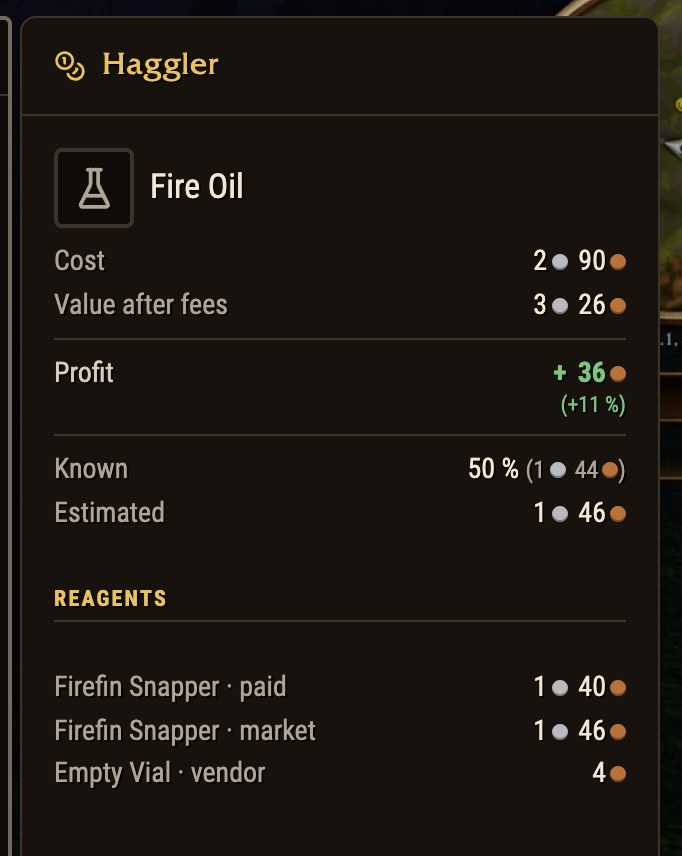 Haggler
Fire Oil
Cost 2 90
Value after fees 3 26
Profit + 36
(+11 %)
Known 50 % (1 44)
Estimated 1 46
REAGENTS
Firefin Snapper · paid 1 40
Firefin Snapper · market 1 46
Empty Vial · vendor 4